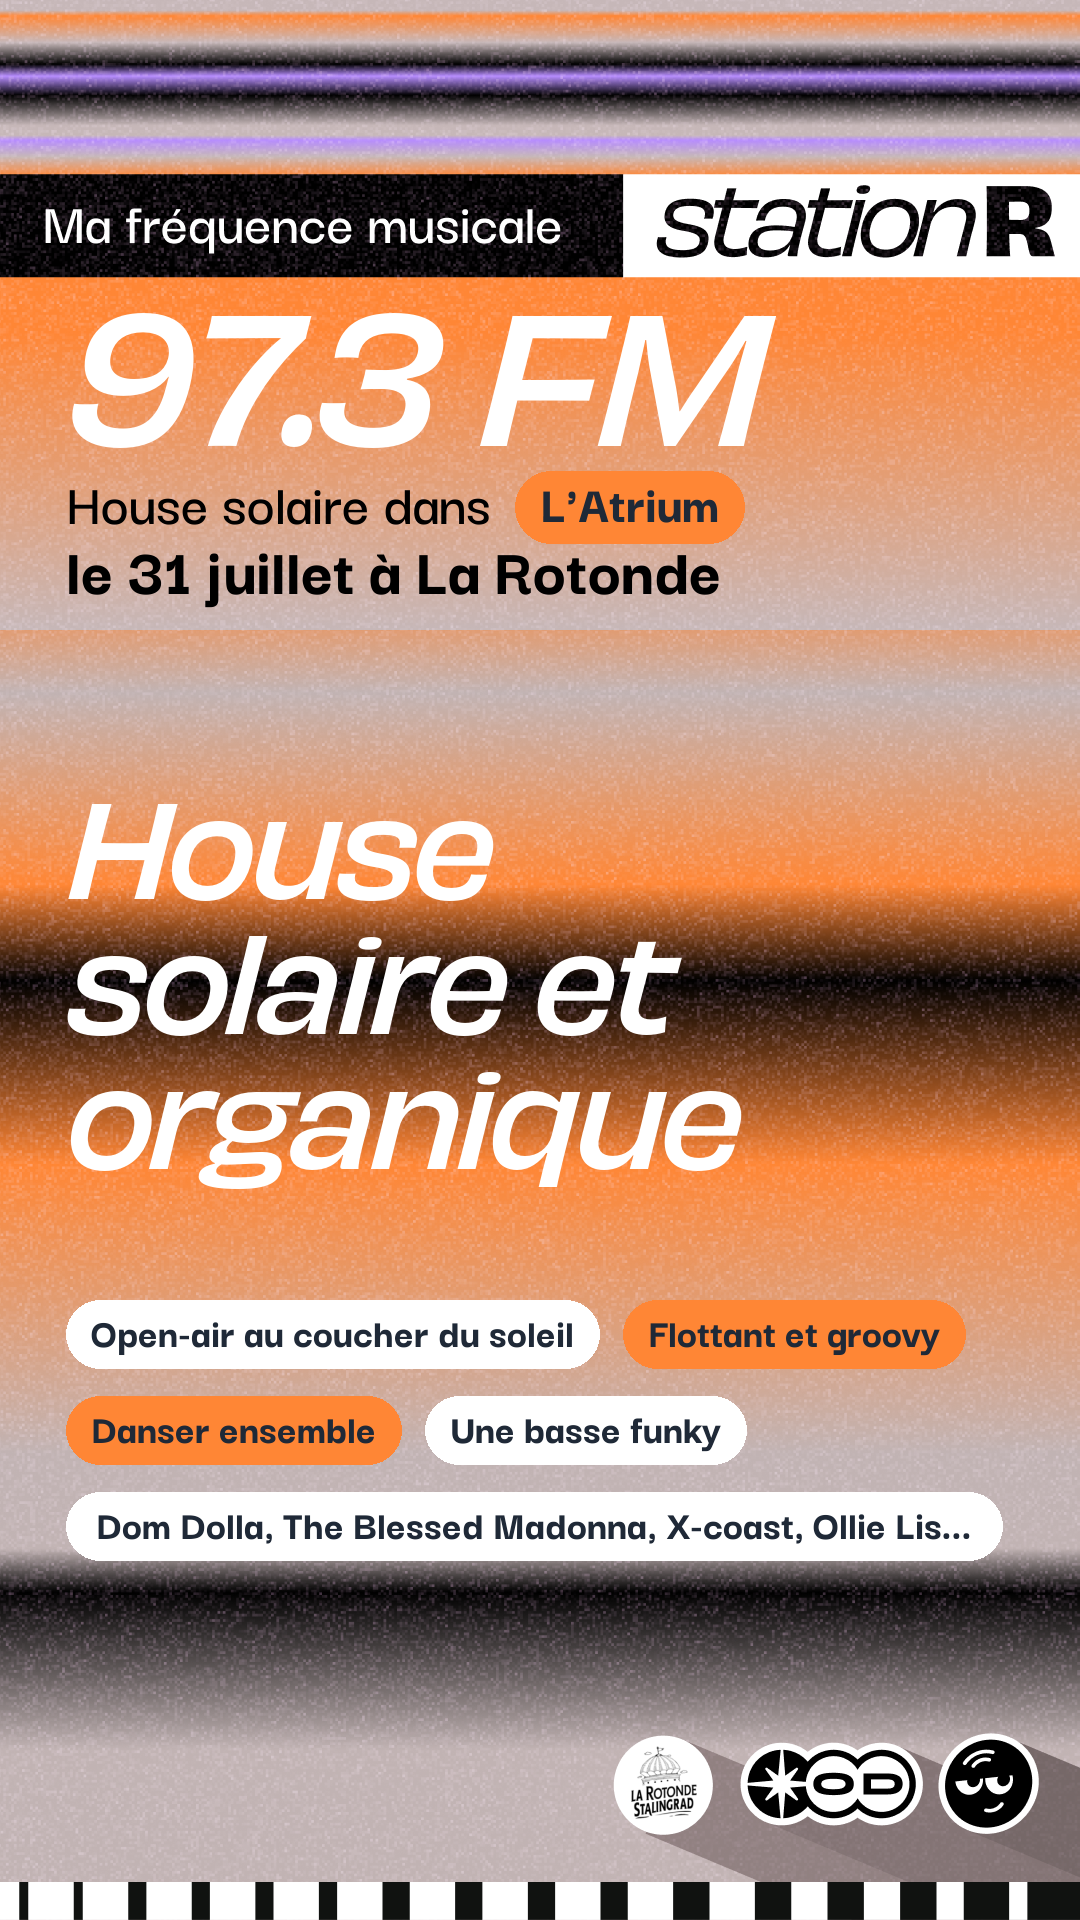 Ma fréquence musicale
stationR
97.3 FM
House solaire dans L'Atrium
le 31 juillet à La Rotonde
House
solaire et
organique
Open-air au coucher du soleil
Flottant et groovy
Danser ensemble
Une basse funky
Dom Dolla, The Blessed Madonna, X-coast, Ollie Lis...
LA ROTONDE
STALINGRAD
OD